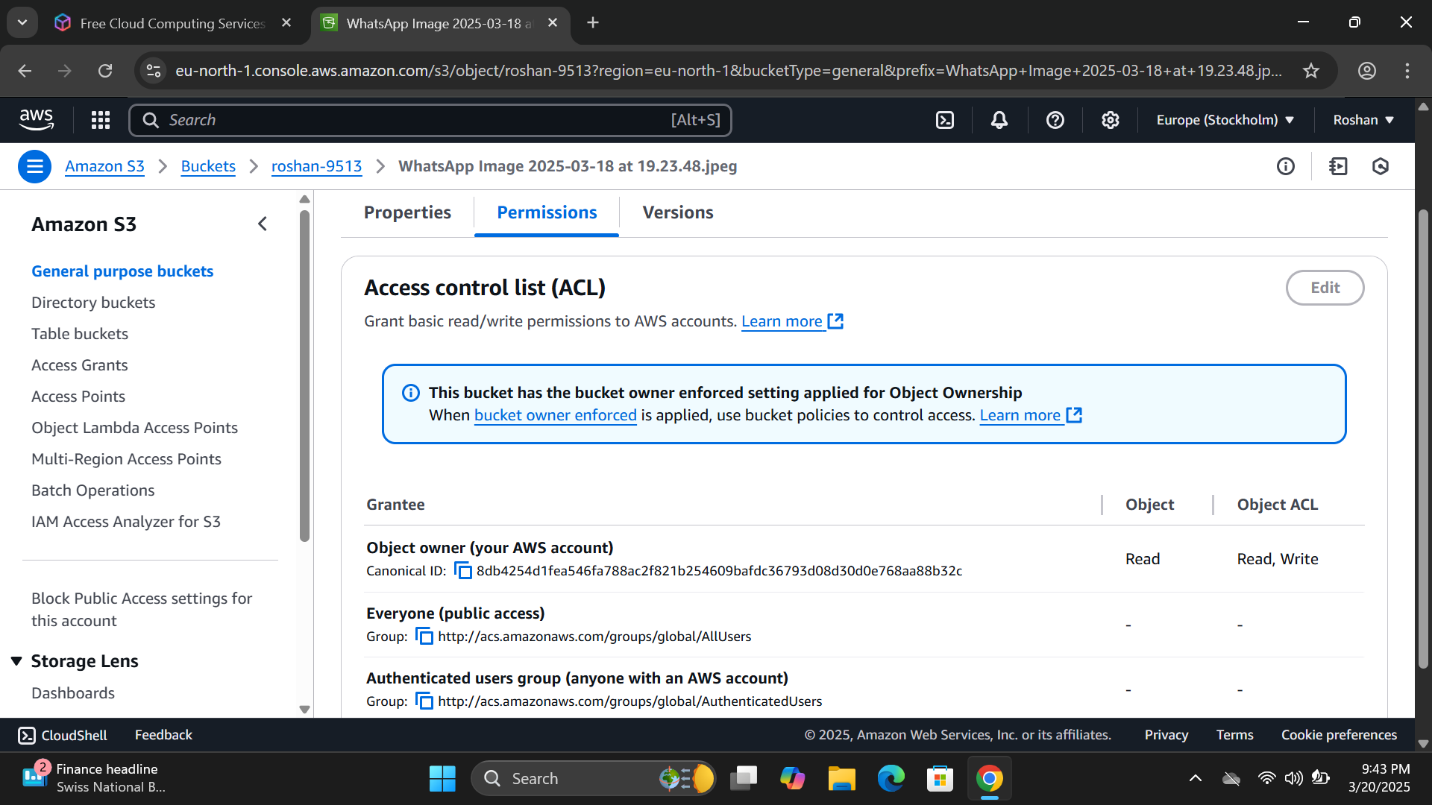 Free Cloud Computing Services
WhatsApp Image 2025-03-18 a
eu-north-1.console.aws.amazon.com/s3/object/roshan-9513?region=eu-north-1&bucketType=general&prefix=WhatsApp+Image+2025-03-18+at+19.23.48.jp...
aws
Search [Alt+S]
Europe (Stockholm)
Roshan
Amazon S3 > Buckets > roshan-9513 > WhatsApp Image 2025-03-18 at 19.23.48.jpeg
Amazon S3
General purpose buckets
Directory buckets
Table buckets
Access Grants
Access Points
Object Lambda Access Points
Multi-Region Access Points
Batch Operations
IAM Access Analyzer for S3
Block Public Access settings for
this account
Storage Lens
Dashboards
Properties Permissions Versions
Access control list (ACL)
Edit
Grant basic read/write permissions to AWS accounts. Learn more
This bucket has the bucket owner enforced setting applied for Object Ownership
When bucket owner enforced is applied, use bucket policies to control access. Learn more
Grantee Object Object ACL
Object owner (your AWS account)
Canonical ID: 8db4254d1fea546fa788ac2f821b254609bafdc36793d08d30d0e768aa88b32c
Read Read, Write
Everyone (public access)
Group: http://acs.amazonaws.com/groups/global/AllUsers
- -
Authenticated users group (anyone with an AWS account)
Group: http://acs.amazonaws.com/groups/global/AuthenticatedUsers
- -
CloudShell Feedback © 2025, Amazon Web Services, Inc. or its affiliates. Privacy Terms Cookie preferences
2
Finance headline
Swiss National B...
Search
9:43 PM
3/20/2025